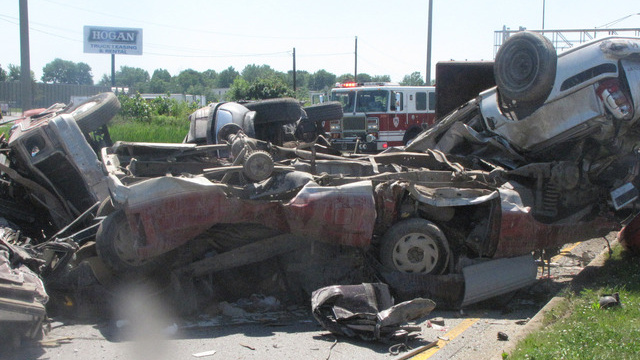 HOGAN
TRUCK LEASING
& RENTAL